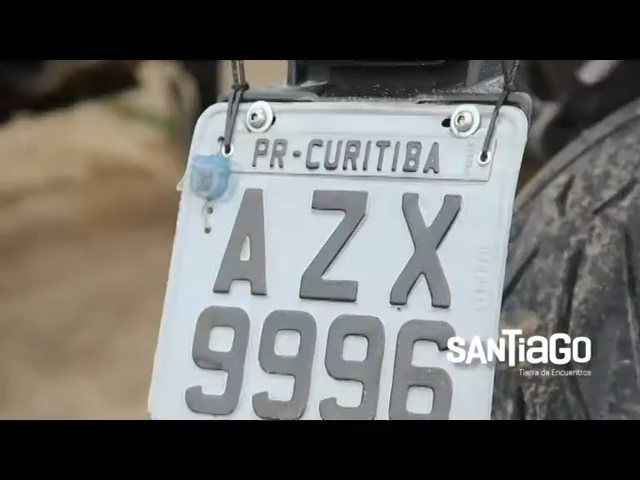 PR-CURITIBA
AZX
9996
SANTIAGO
Tierra de Encuentros